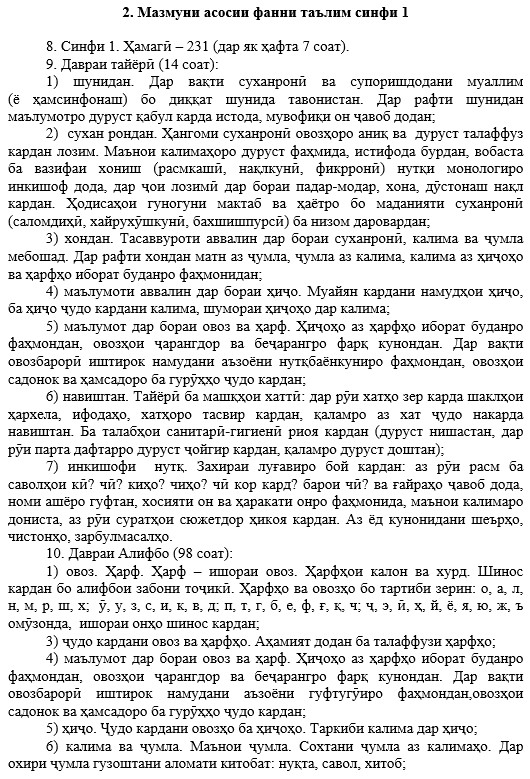 2. Мазмуни асосии фанни таълим синфи 1
8. Синфи 1. Ҳамагӣ – 231 (дар як ҳафта 7 соат).
9. Давраи тайёрӣ (14 соат):
1) шунидан. Дар вақти суханронӣ ва супоришдодани муаллим
(ё ҳамсинфонаш) бо диққат шунида тавонистан. Дар рафти шунидан
маълумотро дуруст қабул карда истода, мувофиқи он ҷавоб додан;
2) сухан рондан. Ҳангоми суханронӣ овозҳоро аниқ ва дуруст талаффуз
кардан лозим. Маънои калимаҳоро дуруст фаҳмида, истифода бурдан, вобаста
ба вазифаи хониш (расмкашӣ, нақлкунӣ, фикрронӣ) нутқи монологиро
инкишоф дода, дар ҷои лозимӣ дар бораи падар-модар, хона, дӯстонаш нақл
кардан. Ҳодисаҳои гуногуни мактаб ва ҳаётро бо маданияти суханронӣ
(саломдиҳӣ, хайрухӯшкунӣ, бахшишпурсӣ) ба низом даровардан;
3) хондан. Тасаввуроти аввалин дар бораи суханронӣ, калима ва ҷумла
мебошад. Дар рафти хондан матн аз ҷумла, ҷумла аз калима, калима аз ҳиҷоҳо
ва ҳарфҳо иборат буданро фаҳмонидан;
4) маълумоти аввалин дар бораи ҳиҷо. Муайян кардани намудҳои ҳиҷо,
ба ҳиҷо ҷудо кардани калима, шумораи ҳиҷоҳо дар калима;
5) маълумот дар бораи овоз ва ҳарф. Ҳиҷоҳо аз ҳарфҳо иборат буданро
фаҳмондан, овозҳои ҷарангдор ва беҷарангро фарқ кунондан. Дар вақти
овозбарорӣ иштирок намудани аъзоёни нутқбаёнкуниро фаҳмондан, овозҳои
садонок ва ҳамсадоро ба гурӯҳҳо ҷудо кардан;
6) навиштан. Тайёрӣ ба машқҳои хаттӣ: дар рӯи хатҳо зер карда шаклҳои
ҳархела, ифодаҳо, хатҳоро тасвир кардан, қаламро аз хат ҷудо накарда
навиштан. Ба талабҳои санитарӣ-гигиенӣ риоя кардан (дуруст нишастан, дар
рӯи парта дафтарро дуруст ҷойгир кардан, қаламро дуруст доштан);
7) инкишофи нутқ. Захираи луғавиро бой кардан: аз рӯи расм ба
саволҳои кӣ? чӣ? киҳо? чиҳо? чӣ кор кард? барои чӣ? ва ғайраҳо ҷавоб дода,
номи ашёро гуфтан, хосияти он ва ҳаракати онро фаҳмонида, маънои калимаро
дониста, аз рӯи суратҳои сюжетдор ҳикоя кардан. Аз ёд кунонидани шеърҳо,
чистонҳо, зарбулмасалҳо.
10. Давраи Алифбо (98 соат):
1) овоз. Ҳарф. Ҳарф – ишораи овоз. Ҳарфҳои калон ва хурд. Шинос
кардан бо алифбои забони тоҷикӣ. Ҳарфҳо ва овозҳо бо тартиби зерин: о, а, л,
н, м, р, ш, х; ӯ, у, з, с, и, к, в, д; п, т, г, б, е, ф, ғ, қ, ч; ҷ, э, ӣ, ҳ, й, ё, я, ю, ж, ъ
омӯзонда, ишораи онҳо шинос кардан;
3) ҷудо кардани овоз ва ҳарфҳо. Аҳамият додан ба талаффузи ҳарфҳо;
4) маълумот дар бораи овоз ва ҳарф. Ҳиҷоҳо аз ҳарфҳо иборат буданро
фаҳмондан, овозҳои ҷарангдор ва беҷарангро фарқ кунондан. Дар вақти
овозбарорӣ иштирок намудани аъзоёни гуфтугӯиро фаҳмондан,овозҳои
садонок ва ҳамсадоро ба гурӯҳҳо ҷудо кардан;
5) ҳиҷо. Ҷудо кардани овозҳо ба ҳиҷоҳо. Таркиби калима дар ҳиҷо;
6) калима ва ҷумла. Маънои ҷумла. Сохтани ҷумла аз калимаҳо. Дар
охири ҷумла гузоштани аломати китобат: нуқта, савол, хитоб;